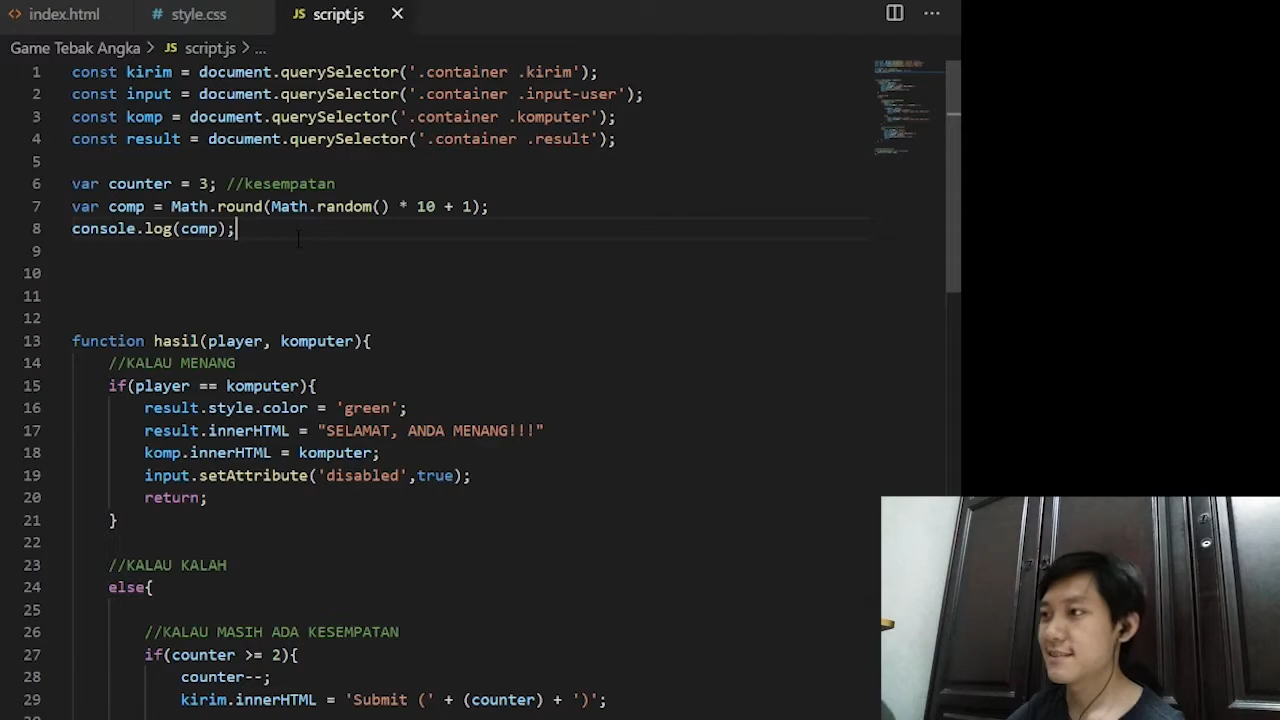 index.html
style.css
JS script.js
Game Tebak Angka > JS script.js > ...
1 const kirim = document.querySelector('.container .kirim');
2 const input = document.querySelector('.container .input-user');
3 const komp = document.querySelector('.container .komputer');
4 const result = document.querySelector('.container .result');
5
6 var counter = 3; //kesempatan
7 var comp = Math.round(Math.random() * 10 + 1);
8 console.log(comp);
9
10
11
12
13 function hasil(player, komputer){
14 //KALAU MENANG
15 if(player == komputer){
16 result.style.color = 'green';
17 result.innerHTML = "SELAMAT, ANDA MENANG!!!"
18 komp.innerHTML = komputer;
19 input.setAttribute('disabled',true);
20 return;
21 }
22
23 //KALAU KALAH
24 else{
25
26 //KALAU MASIH ADA KESEMPATAN
27 if(counter >= 2){
28 counter--;
29 kirim.innerHTML = 'Submit (' + (counter) + ')';